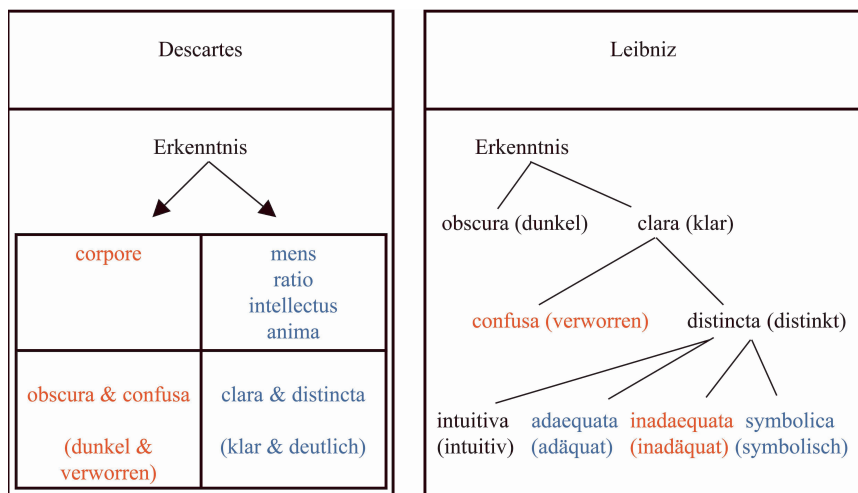 Descartes
Erkenntnis
corpore
mens
ratio
intellectus
anima
obscura & confusa
(dunkel &
verworren)
clara & distincta
(klar & deutlich)
Leibniz
Erkenntnis
obscura (dunkel)
clara (klar)
confusa (verworren)
distincta (distinkt)
intuitiva
(intuitiv)
adaequata
(adäquat)
inadaequata
(inadäquat)
symbolica
(symbolisch)